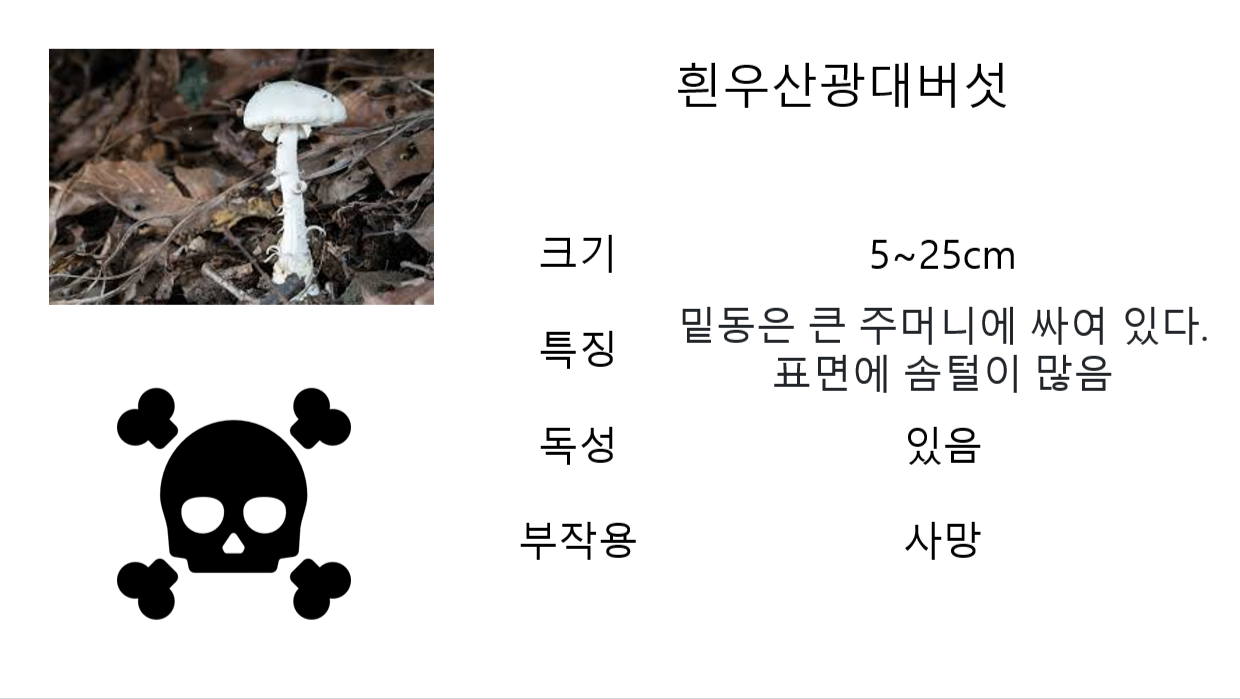 흰우산광대버섯
크기 5~25cm
특징 밑동은 큰 주머니에 싸여 있다.
표면에 솜털이 많음
독성 있음
부작용 사망